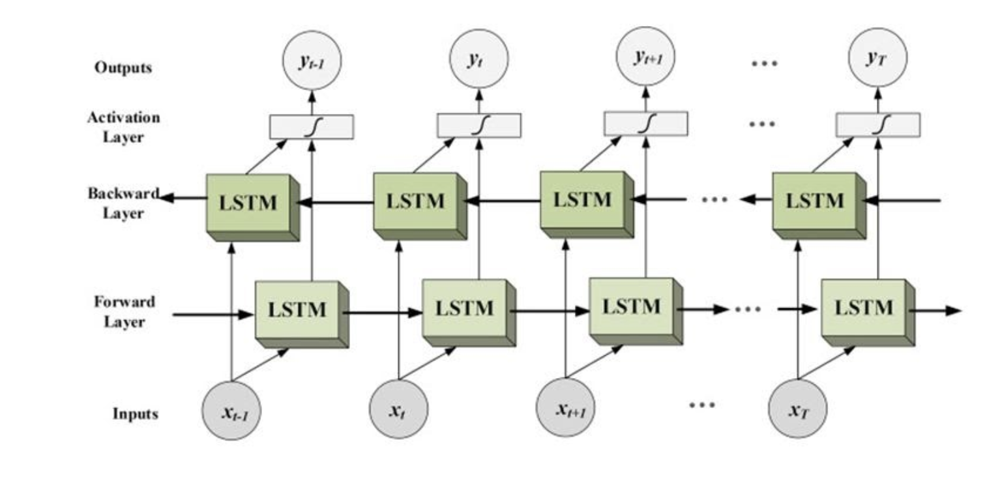 Outputs
y_{t-1} y_t y_{t+1} ... y_T
Activation
Layer
∫ ∫ ∫ ... ∫
Backward
Layer
LSTM LSTM LSTM ... LSTM
Forward
Layer
LSTM LSTM LSTM ... LSTM
Inputs
x_{t-1} x_t x_{t+1} ... x_T